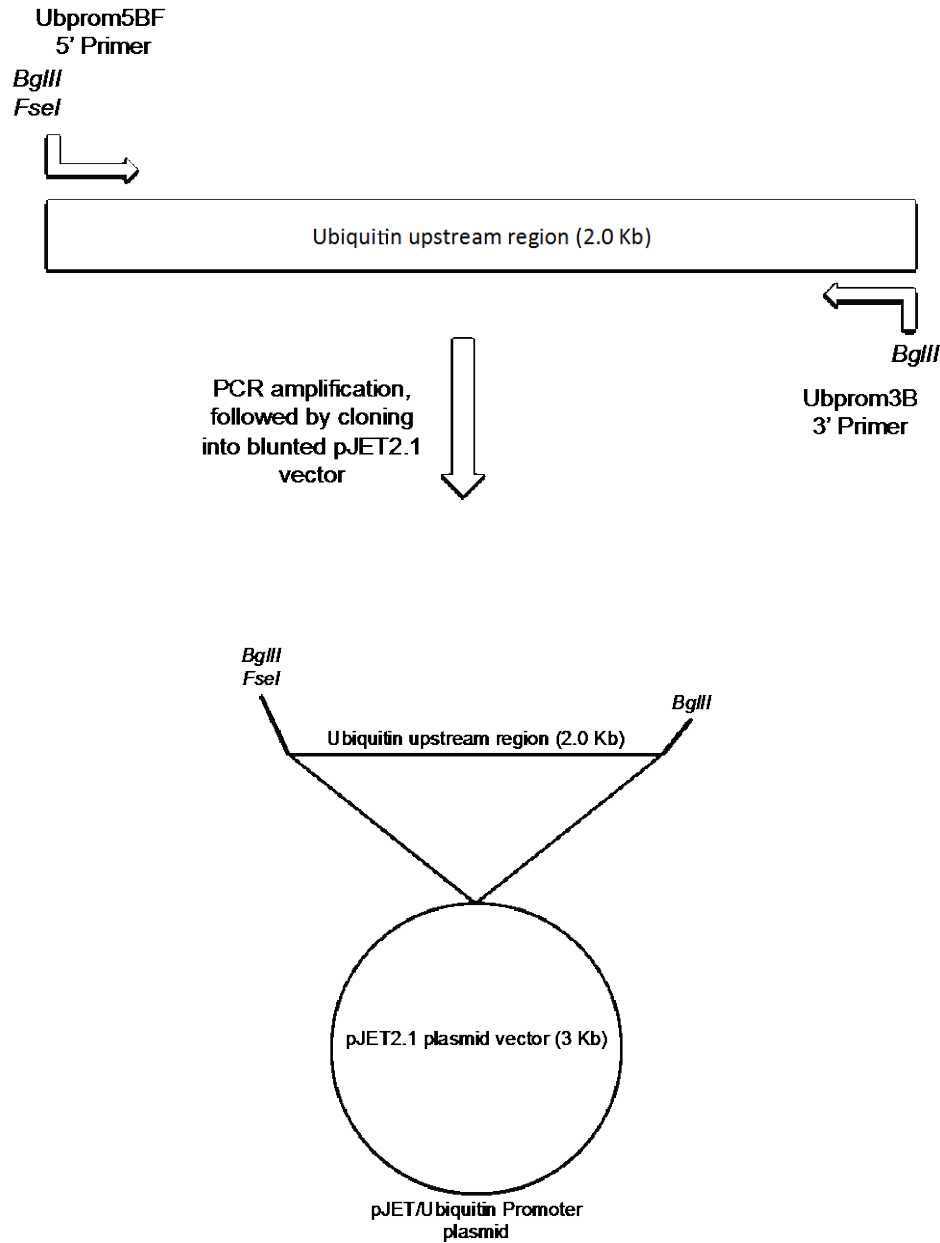 Ubprom5BF
5' Primer
BglII
FseI
Ubiquitin upstream region (2.0 Kb)
BglII
Ubprom3B
3' Primer
PCR amplification,
followed by cloning
into blunted pJET2.1
vector
BglII
FseI
BglII
Ubiquitin upstream region (2.0 Kb)
pJET2.1 plasmid vector (3 Kb)
pJET/Ubiquitin Promoter
plasmid